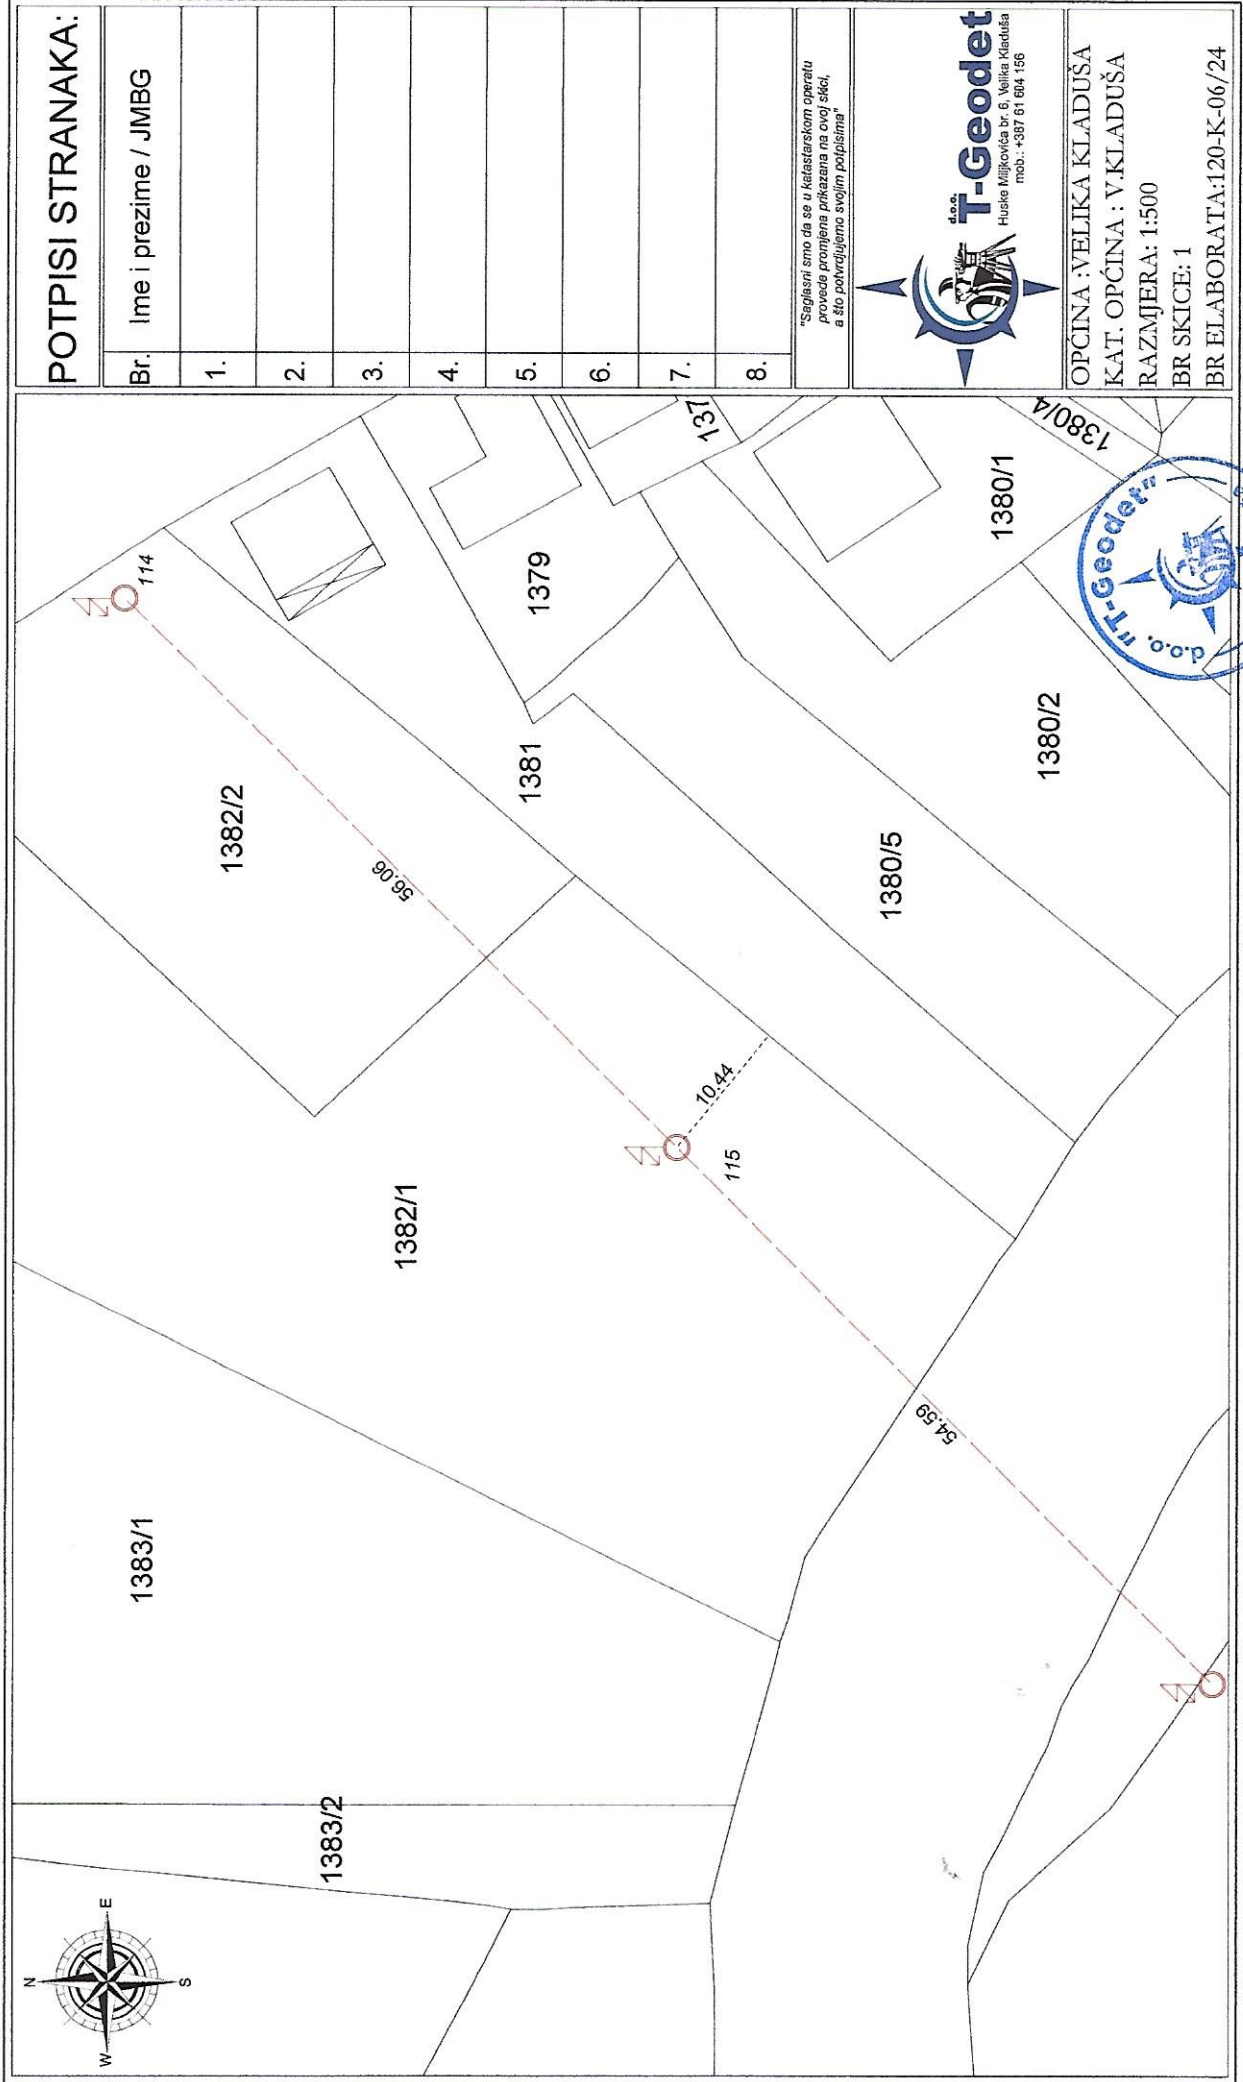 POTPISI STRANAKA:
Br. Ime i prezime / JMBG
1.
2.
3.
4.
5.
6.
7.
8.
"Saglasni smo da se u katastarskom operatu
provede promjena prikazana na ovoj skici,
a što potvrdjujemo svojim potpisima"
d.o.o.
T-Geodet
Huske Miljkovića br. 6, Velika Kladuša
mob.: +387 61 604 156
OPĆINA :VELIKA KLADUŠA
KAT. OPĆINA : V.KLADUŠA
RAZMJERA: 1:500
BR SKICE: 1
BR ELABORATA:120-K-06/24
N
E
S
W
1383/2
1383/1
1382/1
1382/2
114
56.06
115
10.44
54.59
1381
1379
137
1380/5
1380/2
1380/1
1380/4
d.o.o. "T-Geodet"